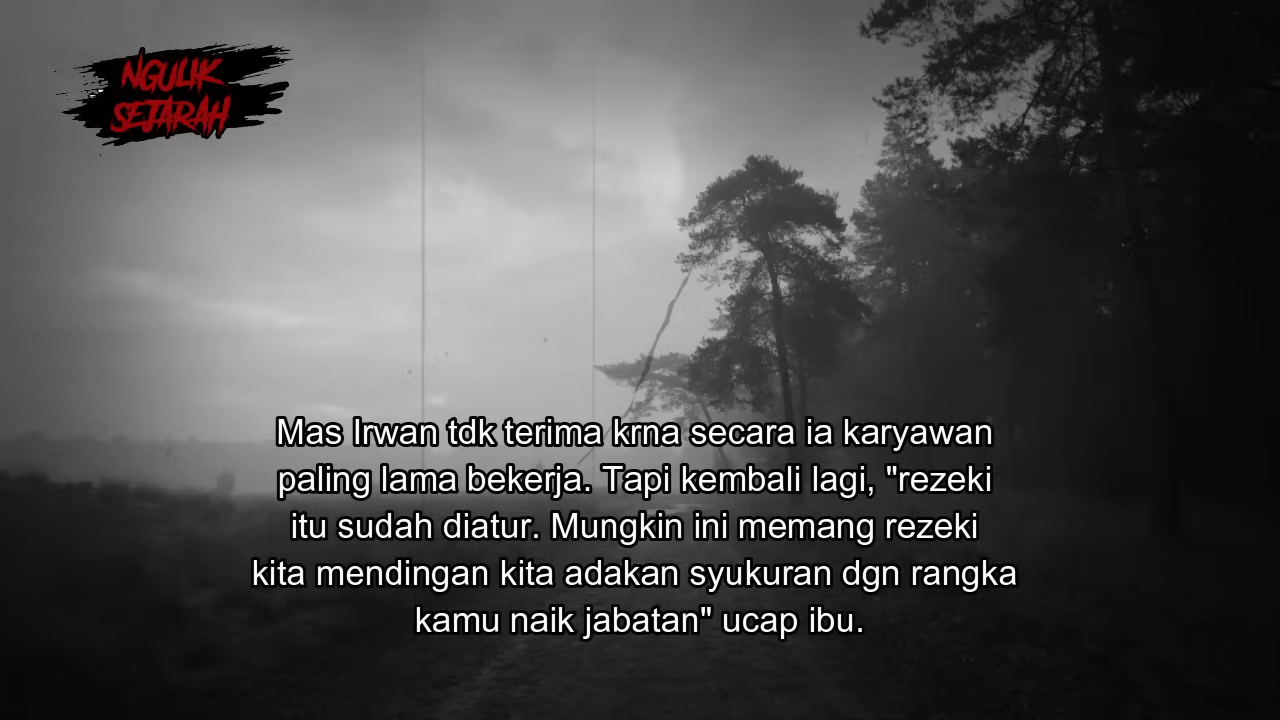 NGULIK
SEJARAH
Mas Irwan tdk terima krna secara ia karyawan
paling lama bekerja. Tapi kembali lagi, "rezeki
itu sudah diatur. Mungkin ini memang rezeki
kita mendingan kita adakan syukuran dgn rangka
kamu naik jabatan" ucap ibu.